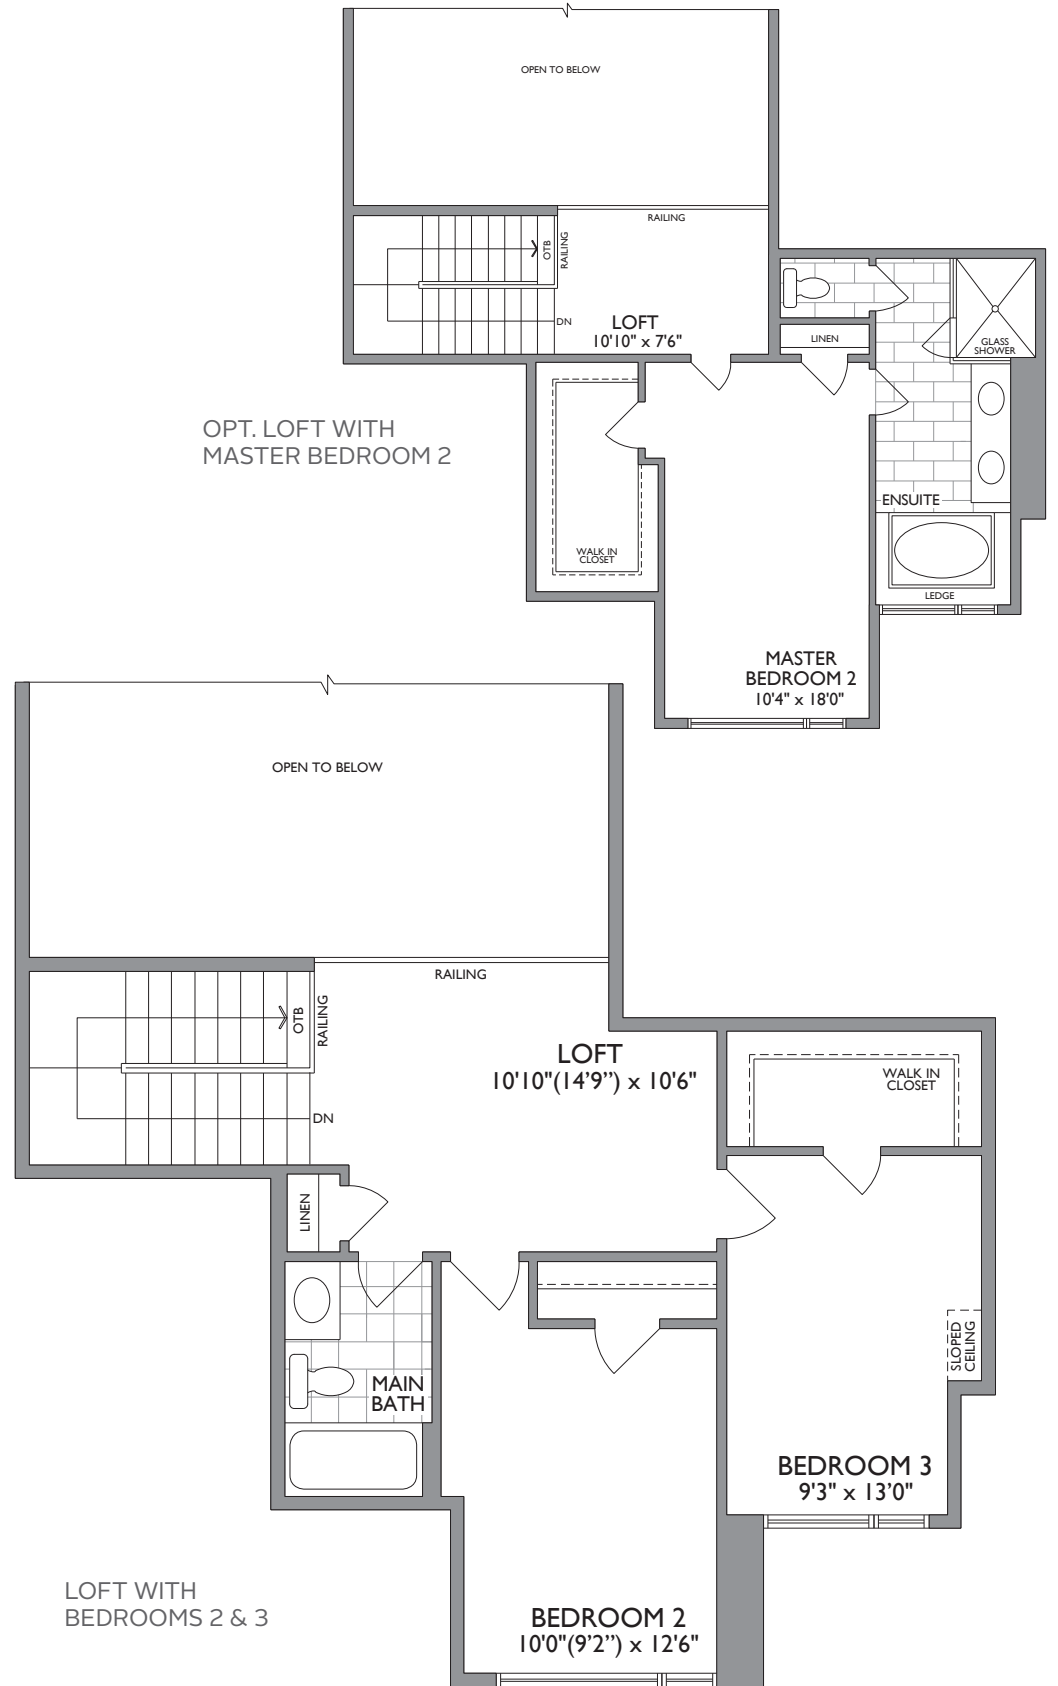 OPEN TO BELOW
RAILING
OTB
RAILING
DN
LOFT
10'10" x 7'6"
LINEN
GLASS
SHOWER
OPT. LOFT WITH
MASTER BEDROOM 2
ENSUITE
WALK IN
CLOSET
LEDGE
MASTER
BEDROOM 2
10'4" x 18'0"
OPEN TO BELOW
RAILING
OTB
RAILING
LOFT
10'10"(14’9”) x 10'6"
WALK IN
CLOSET
DN
LINEN
SLOPED
CEILING
MAIN
BATH
BEDROOM 3
9'3" x 13’0"
LOFT WITH
BEDROOMS 2 & 3
BEDROOM 2
10'0"(9’2”) x 12'6"